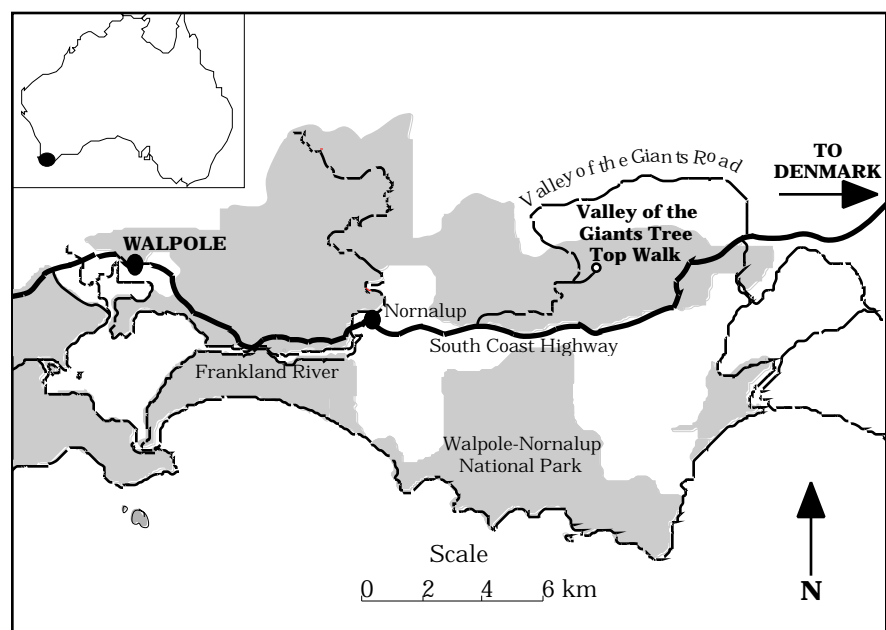 Valley of the Giants Road
TO
DENMARK
Valley of the
Giants Tree
Top Walk
WALPOLE
Nornalup
South Coast Highway
Frankland River
Walpole-Nornalup
National Park
Scale
0 2 4 6 km
N